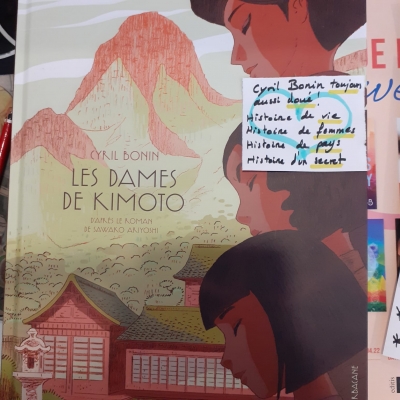 Cyril Bonin toujours
aussi doué !
Histoire de vie
Histoire de femmes
Histoire de pays
Histoire d'un secret
CYRIL BONIN
LES DAMES
DE KIMOTO
D'APRÈS LE ROMAN
DE SAWAKO ARIYOSHI